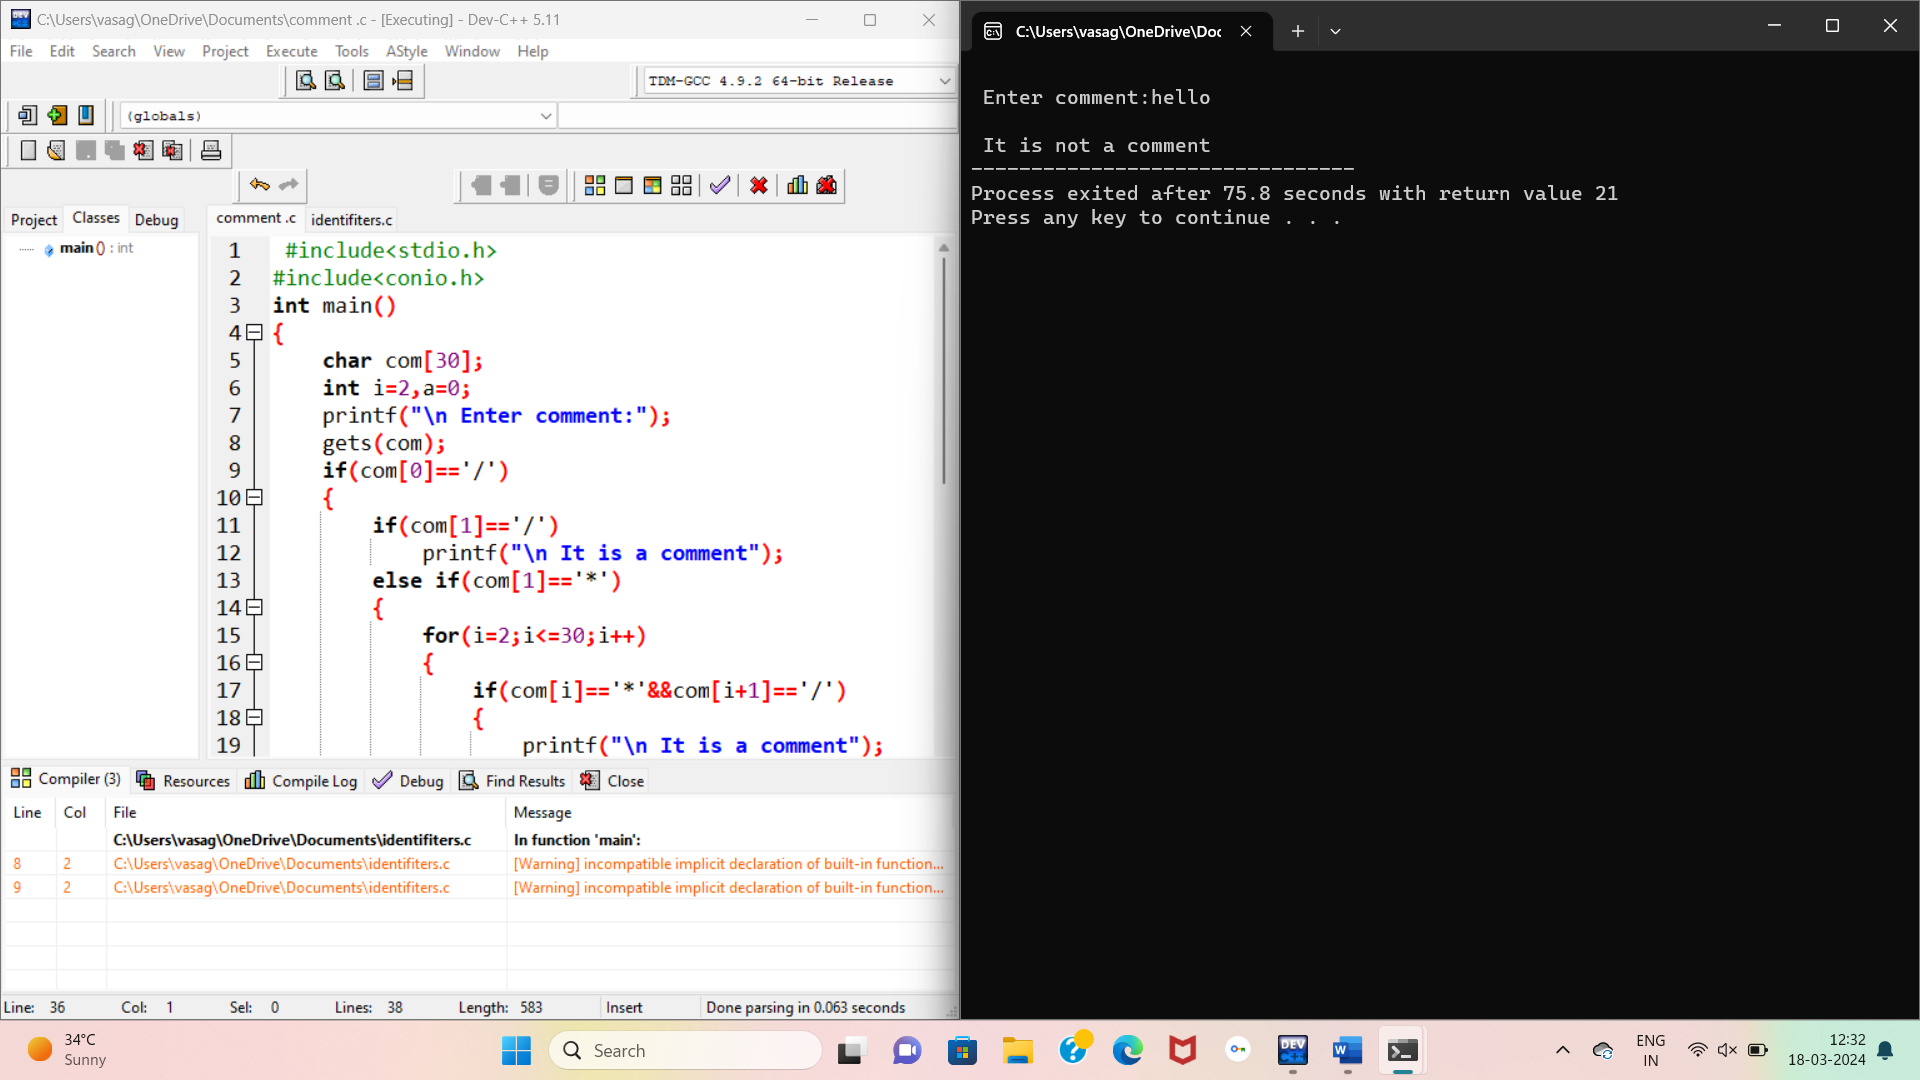 C:\Users\vasag\OneDrive\Documents\comment .c - [Executing] - Dev-C++ 5.11
File Edit Search View Project Execute Tools AStyle Window Help
TDM-GCC 4.9.2 64-bit Release
(globals)
Project Classes Debug
main () : int
comment .c identifiters.c
1 #include<stdio.h>
2 #include<conio.h>
3 int main()
4 {
5 char com[30];
6 int i=2,a=0;
7 printf("\n Enter comment:");
8 gets(com);
9 if(com[0]=='/')
10 {
11 if(com[1]=='/')
12 printf("\n It is a comment");
13 else if(com[1]=='*')
14 {
15 for(i=2;i<=30;i++)
16 {
17 if(com[i]=='*'&&com[i+1]=='/')
18 {
19 printf("\n It is a comment");
Compiler (3) Resources Compile Log Debug Find Results Close
Line Col File Message
C:\Users\vasag\OneDrive\Documents\identifiters.c In function 'main':
8 2 C:\Users\vasag\OneDrive\Documents\identifiters.c [Warning] incompatible implicit declaration of built-in function...
9 2 C:\Users\vasag\OneDrive\Documents\identifiters.c [Warning] incompatible implicit declaration of built-in function...
Line: 36 Col: 1 Sel: 0 Lines: 38 Length: 583 Insert Done parsing in 0.063 seconds
C:\Users\vasag\OneDrive\Doc
Enter comment:hello
It is not a comment
--------------------------------
Process exited after 75.8 seconds with return value 21
Press any key to continue . . .
34°C
Sunny
Search
DEV
C++
W
ENG
IN
12:32
18-03-2024